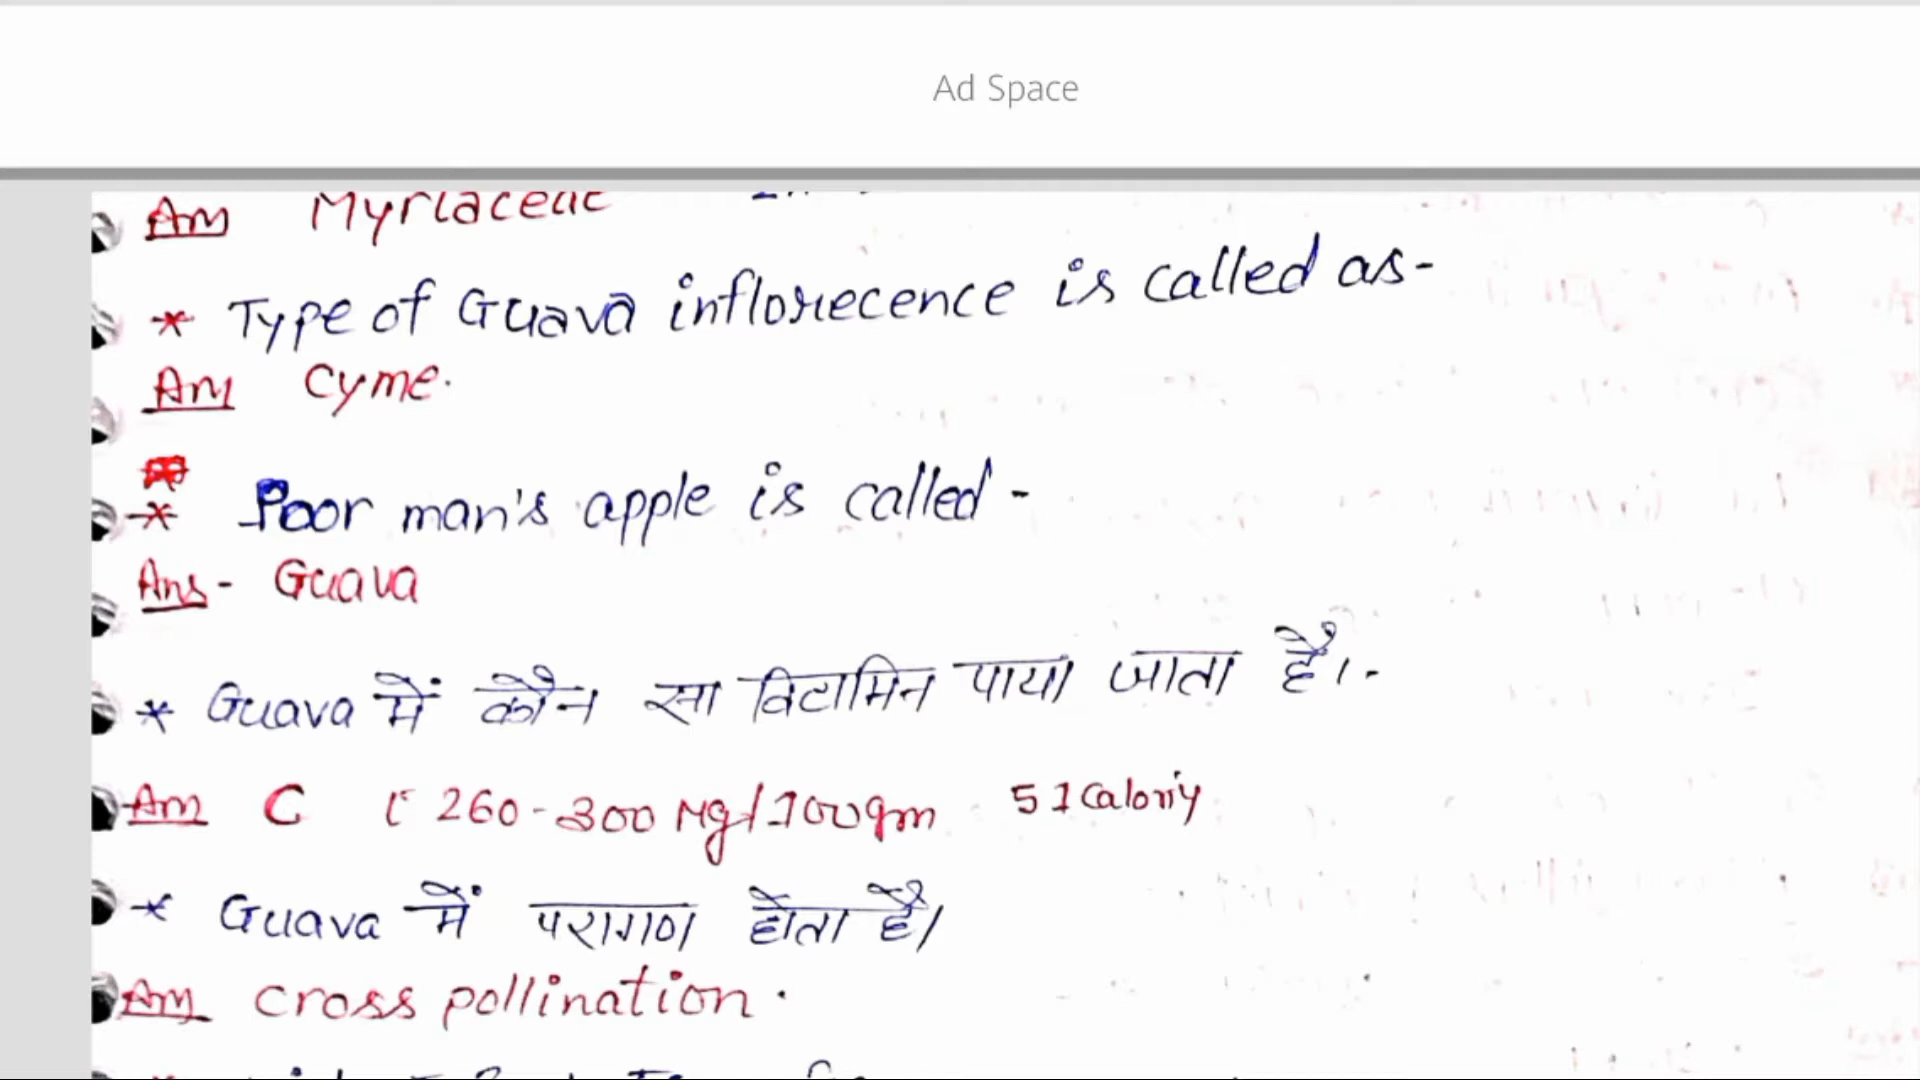 Ad Space
Ans Myrtaceae
* Type of Guava inflorecence is called as-
Ans Cyme.
* Poor man's apple is called -
Ans- Guava
* Guava में कौन सा विटामिन पाया जाता है।-
Ans C ( 260-300 Mg/100gm 51 Caloriy
* Guava में परागण होता है।
Ans Cross pollination.